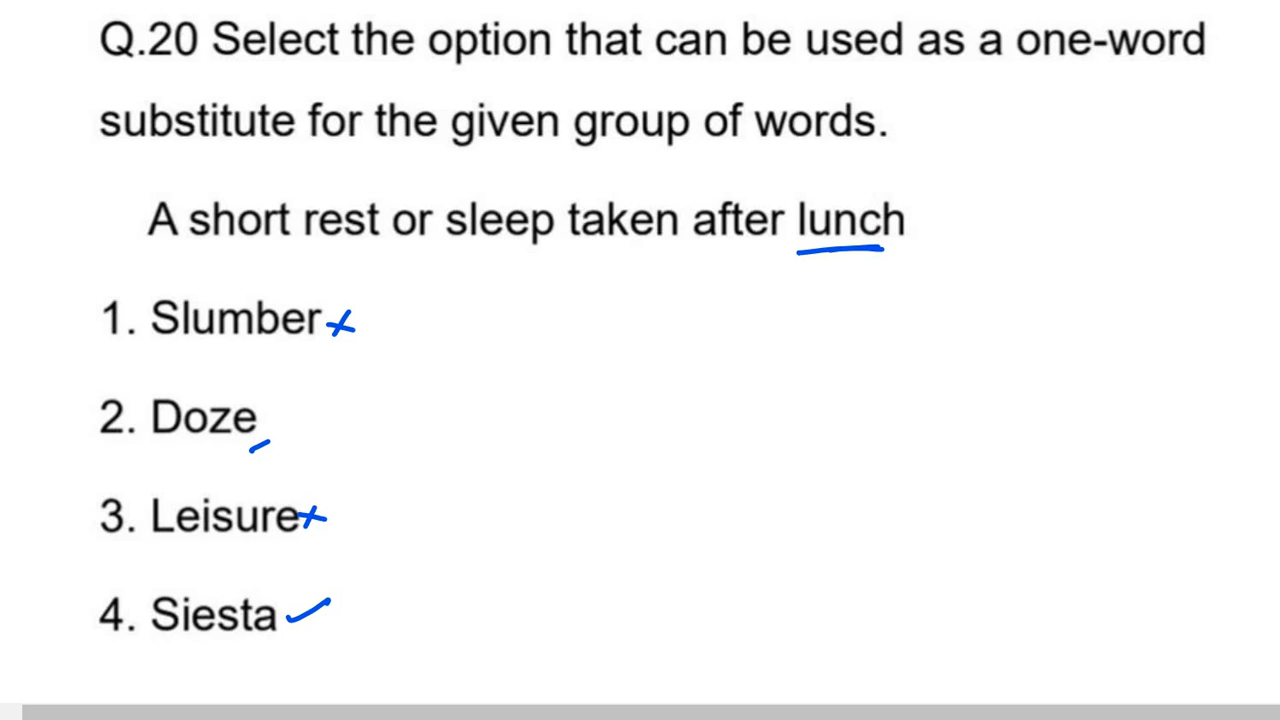 Q.20 Select the option that can be used as a one-word
substitute for the given group of words.
A short rest or sleep taken after lunch
1. Slumber
2. Doze
3. Leisure
4. Siesta